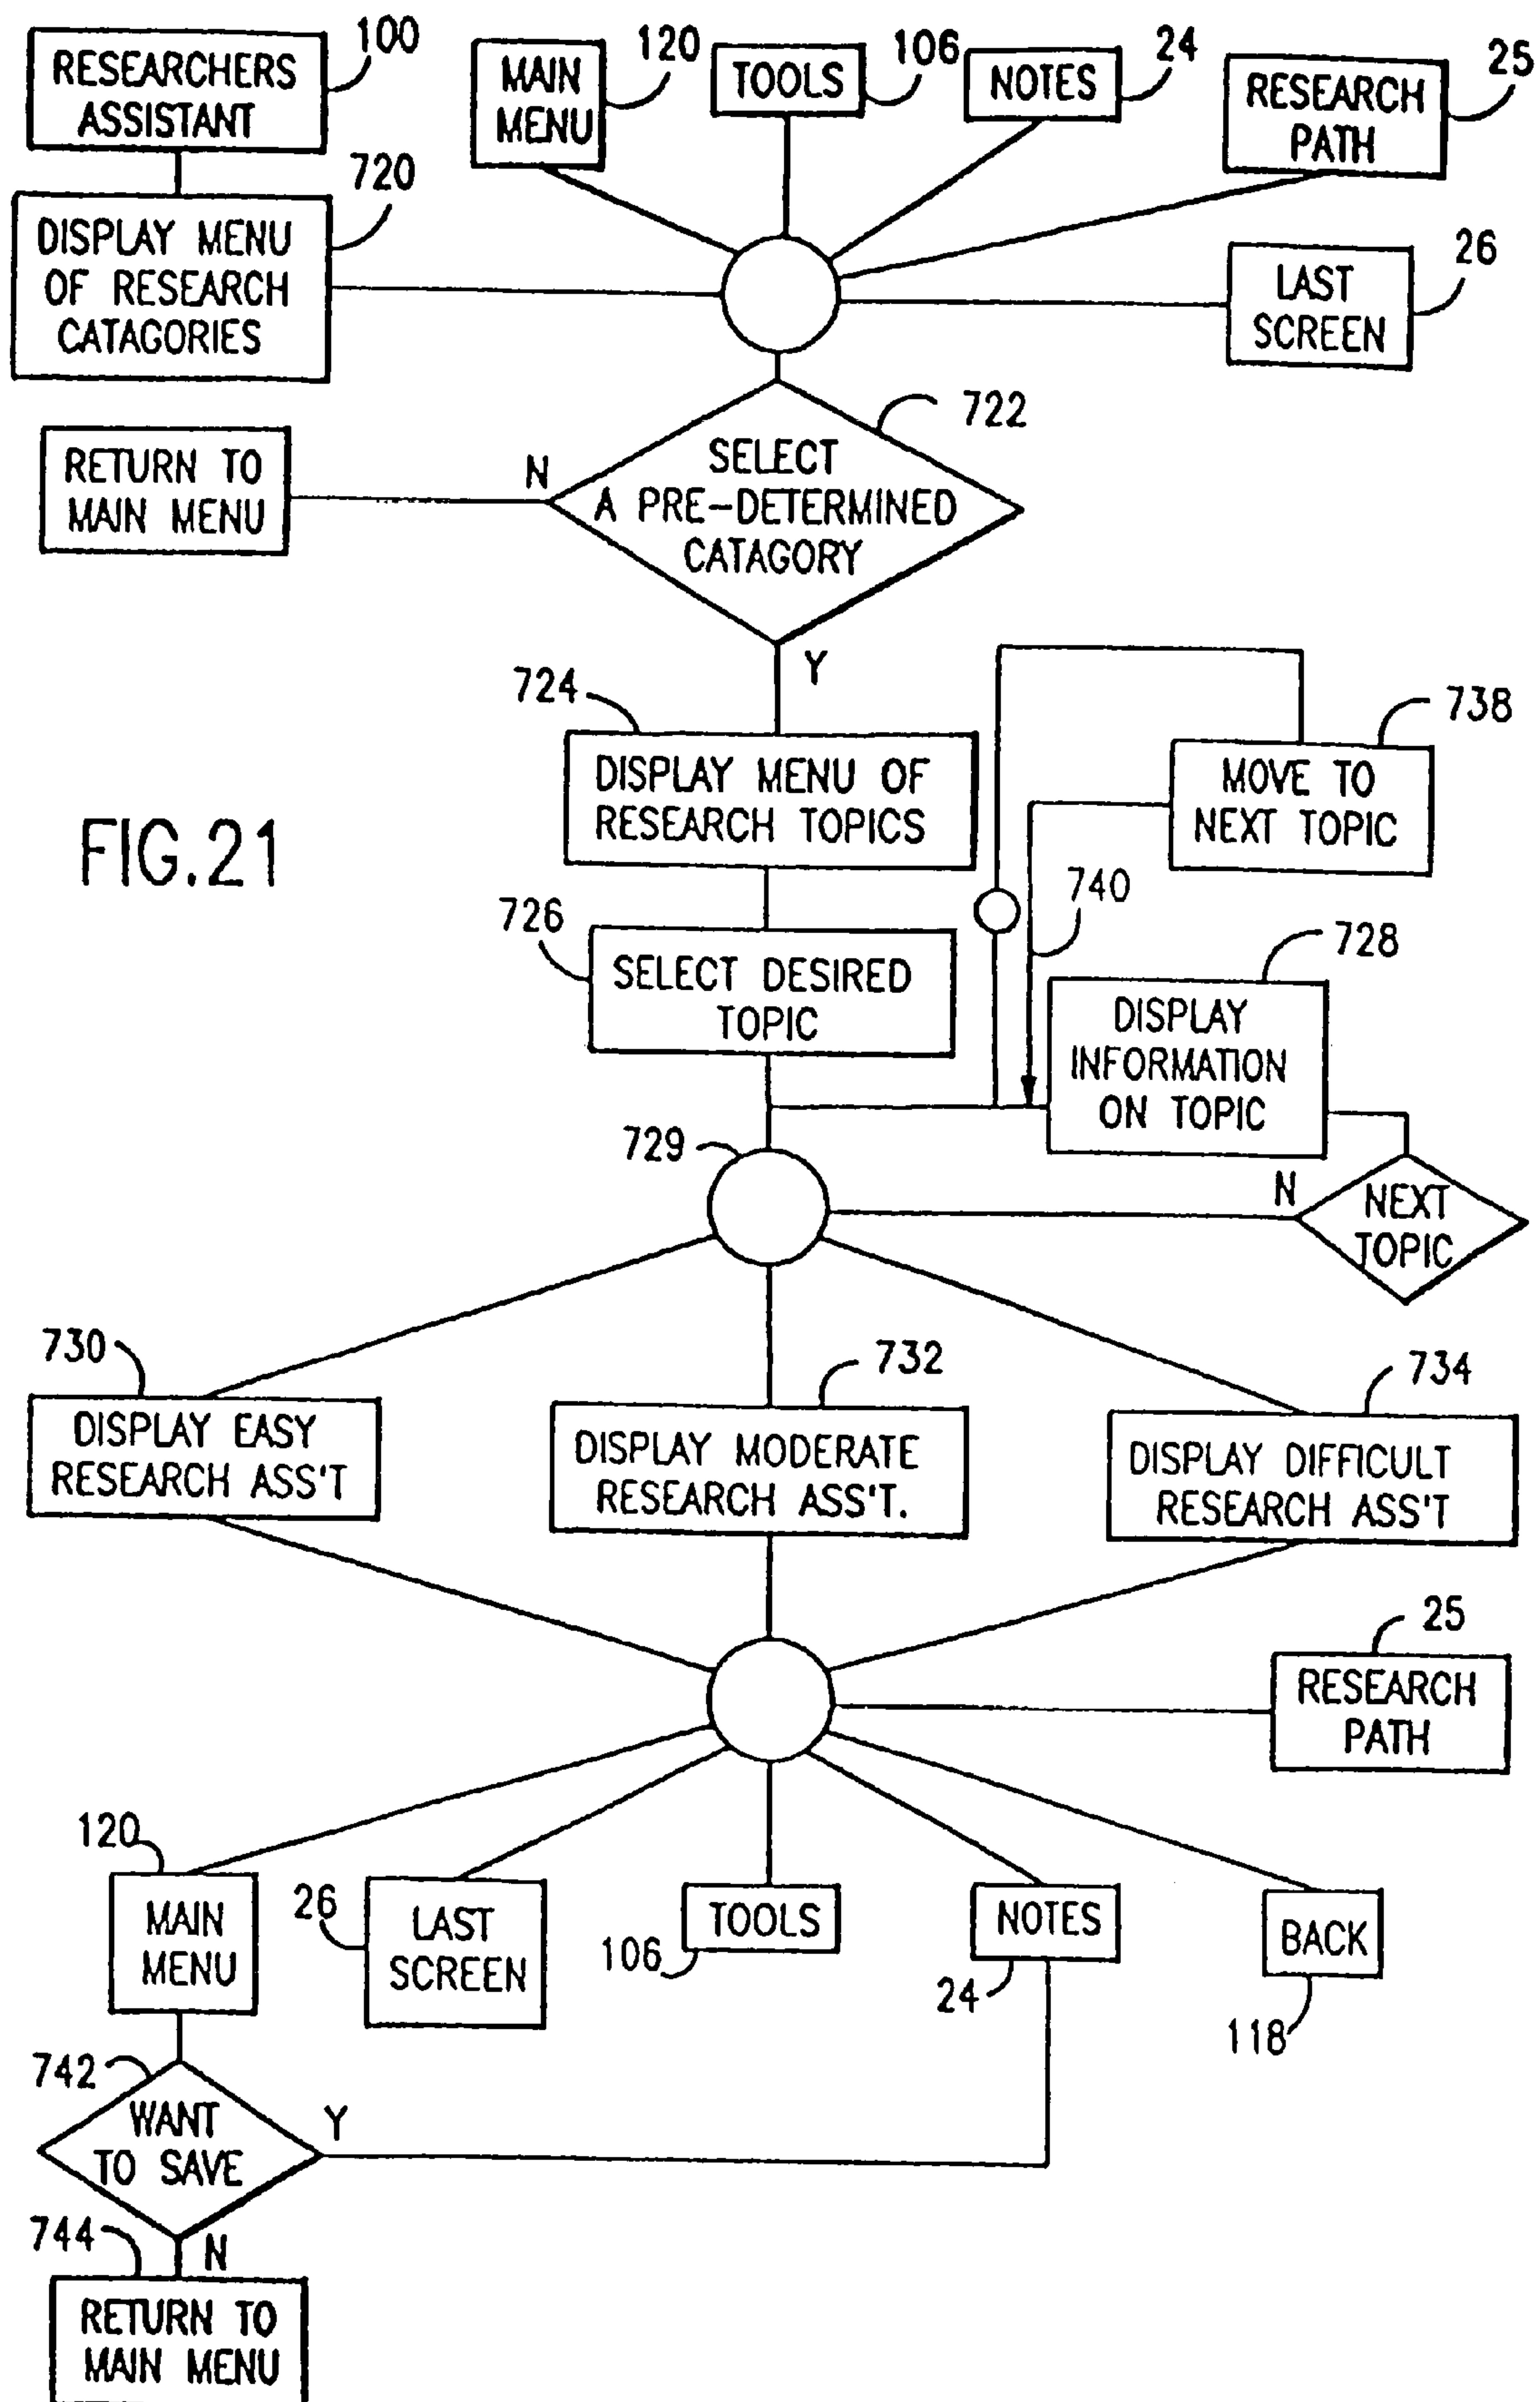 RESEARCHERS
ASSISTANT
100
MAIN
MENU
120
TOOLS
106
NOTES
24
RESEARCH
PATH
25
720
DISPLAY MENU
OF RESEARCH
CATAGORIES
LAST
SCREEN
26
722
SELECT
A PRE-DETERMINED
CATAGORY
N
RETURN TO
MAIN MENU
Y
724
DISPLAY MENU OF
RESEARCH TOPICS
738
MOVE TO
NEXT TOPIC
FIG.21
740
726
SELECT DESIRED
TOPIC
728
DISPLAY
INFORMATION
ON TOPIC
729
N
NEXT
TOPIC
730
DISPLAY EASY
RESEARCH ASS'T
732
DISPLAY MODERATE
RESEARCH ASS'T.
734
DISPLAY DIFFICULT
RESEARCH ASS'T
25
RESEARCH
PATH
120
MAIN
MENU
26
LAST
SCREEN
TOOLS
106
NOTES
24
BACK
118
742
WANT
TO SAVE
Y
744
N
RETURN TO
MAIN MENU